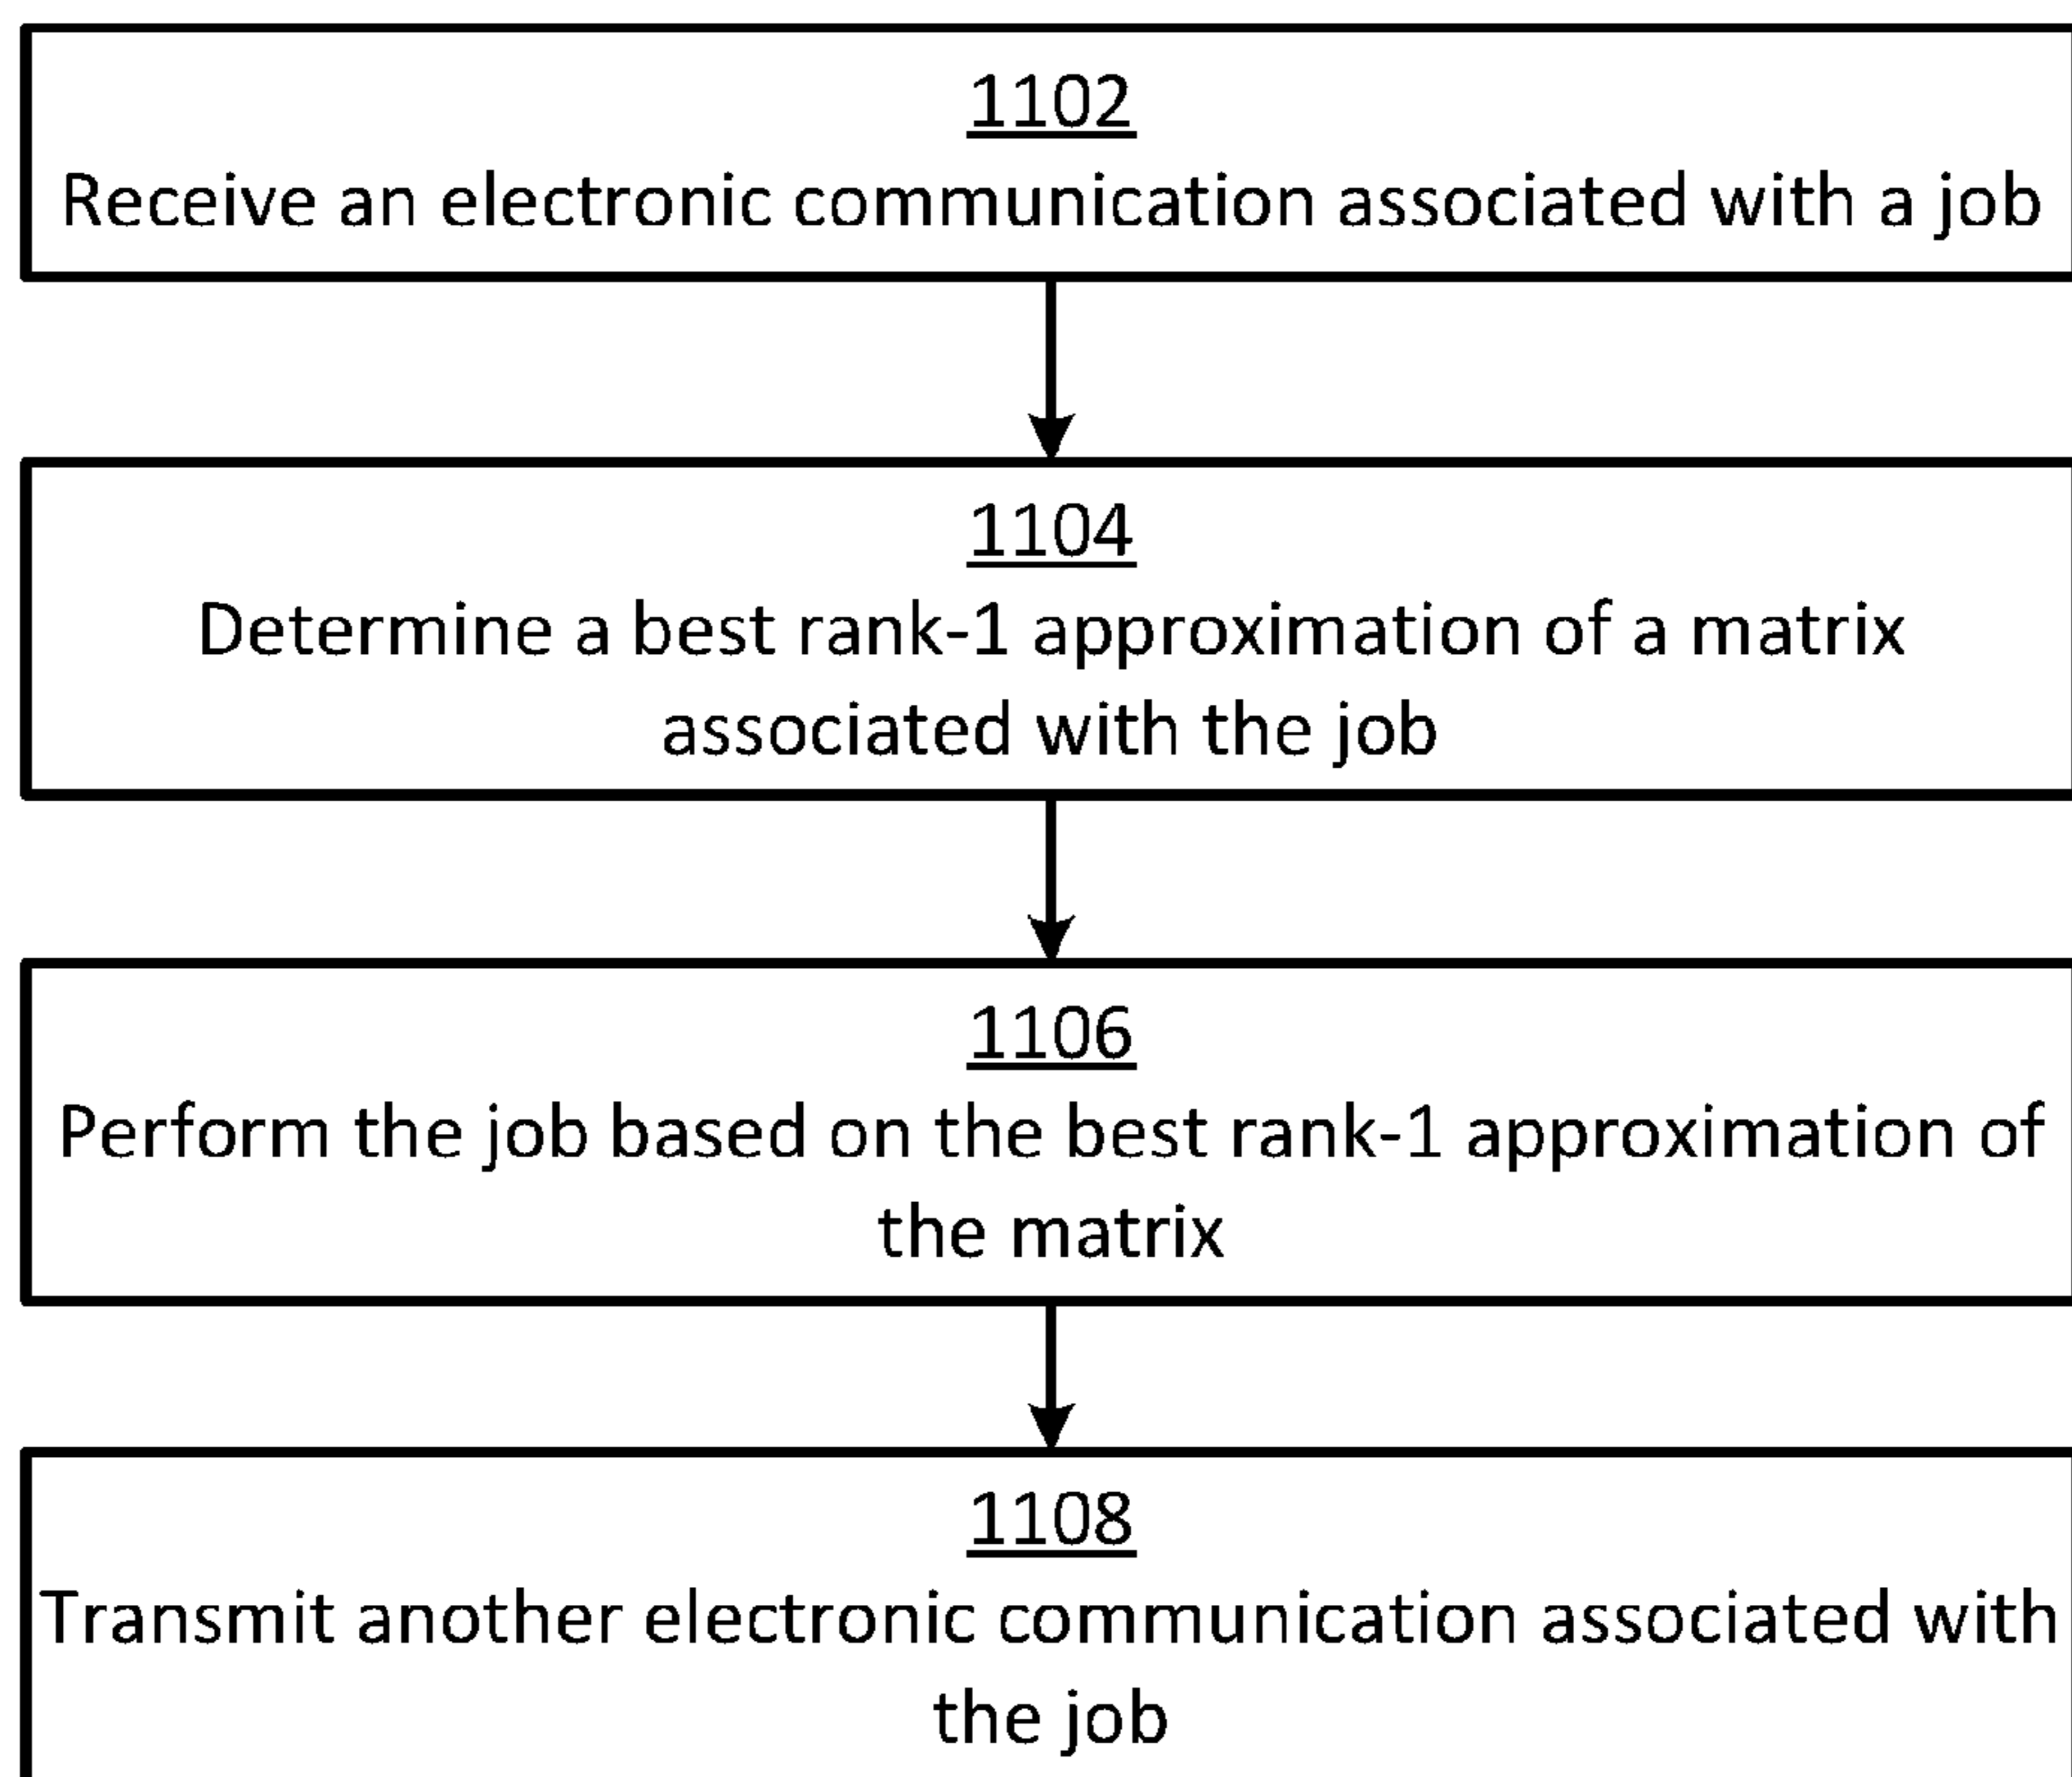 1102
Receive an electronic communication associated with a job
1104
Determine a best rank-1 approximation of a matrix
associated with the job
1106
Perform the job based on the best rank-1 approximation of
the matrix
1108
Transmit another electronic communication associated with
the job